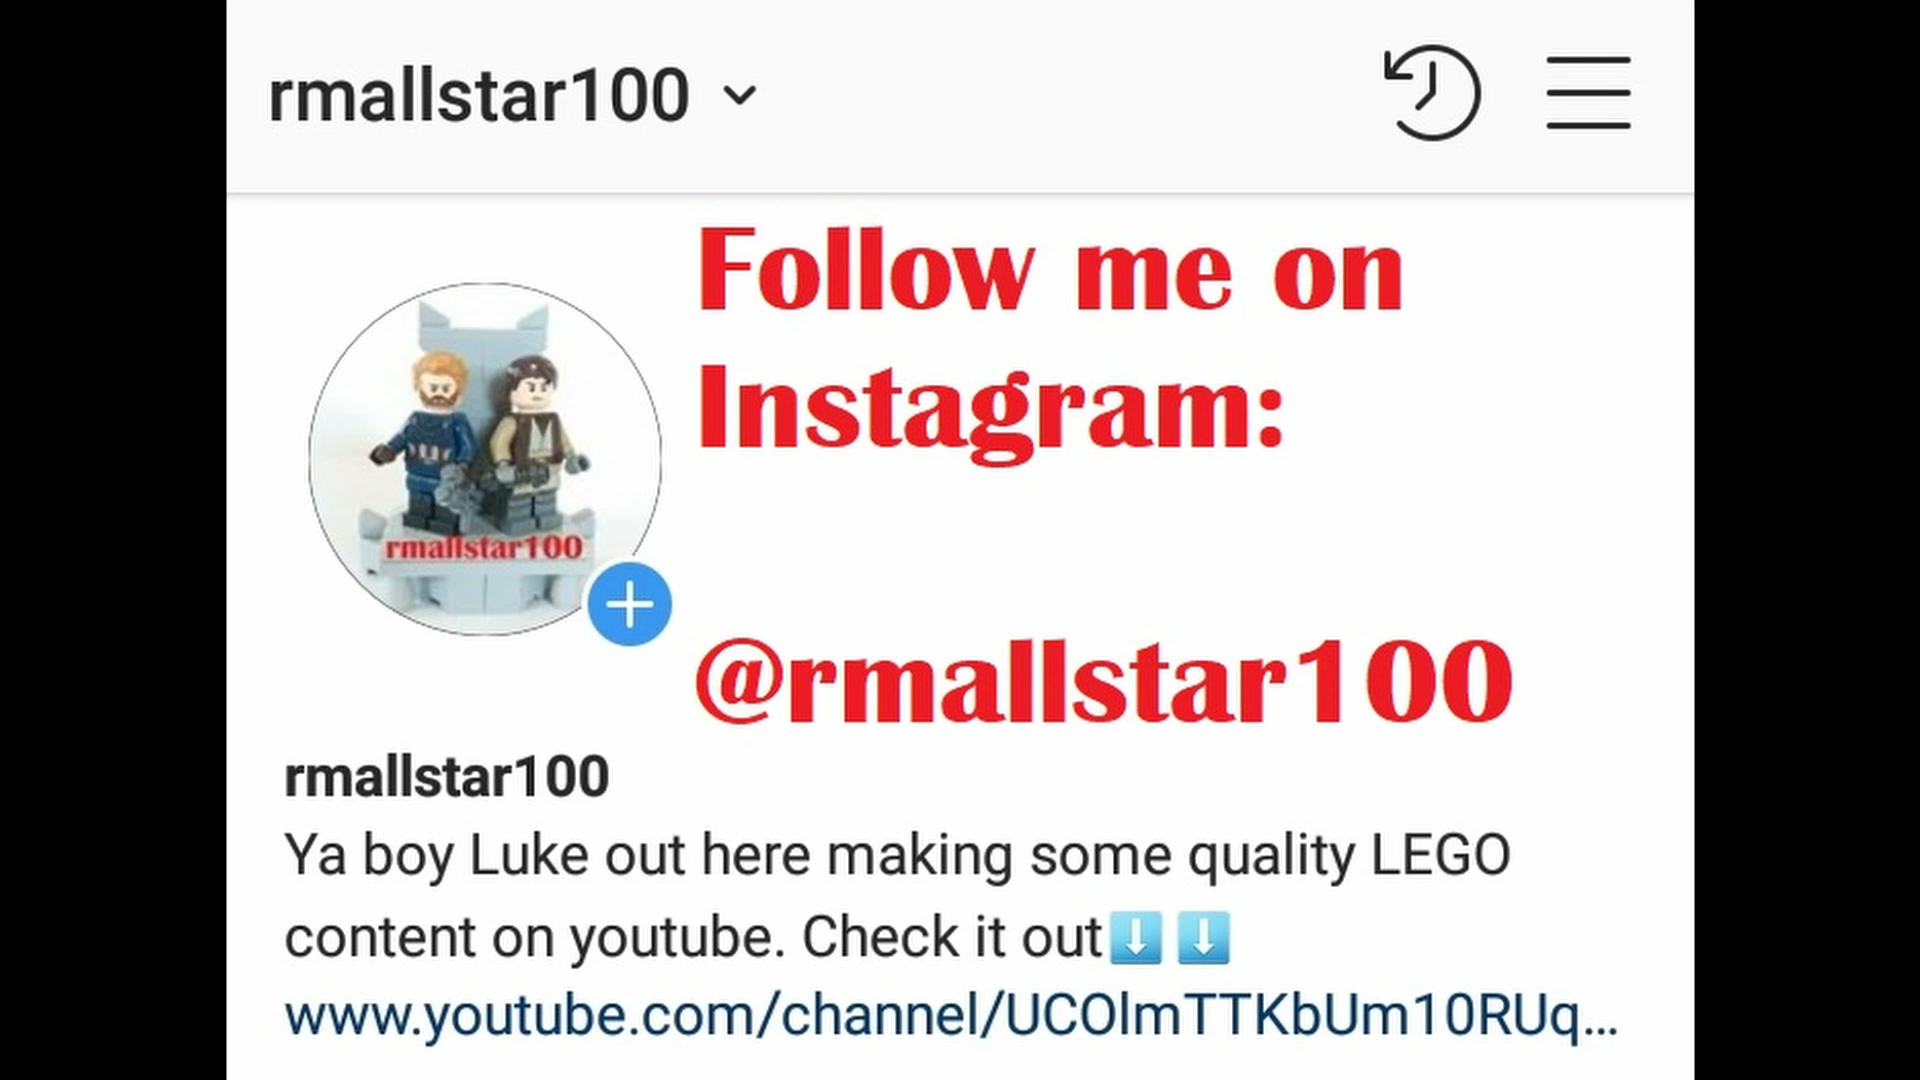 rmallstar100
Follow me on
Instagram:
rmallstar100
@rmallstar100
rmallstar100
Ya boy Luke out here making some quality LEGO
content on youtube. Check it out⬇️⬇️
www.youtube.com/channel/UCOlmTTKbUm10RUq...